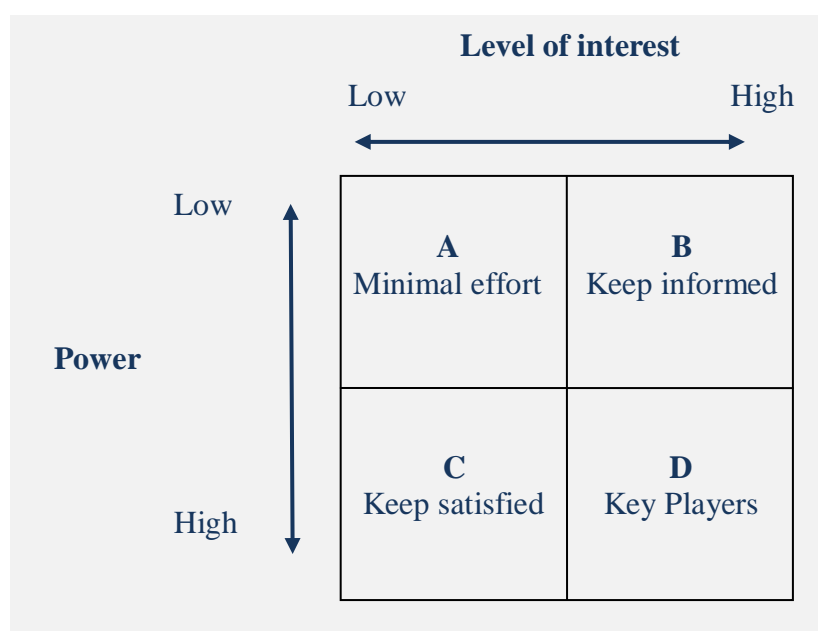 Level of interest
Low High
Low
A B
Minimal effort Keep informed
Power
C D
Keep satisfied Key Players
High